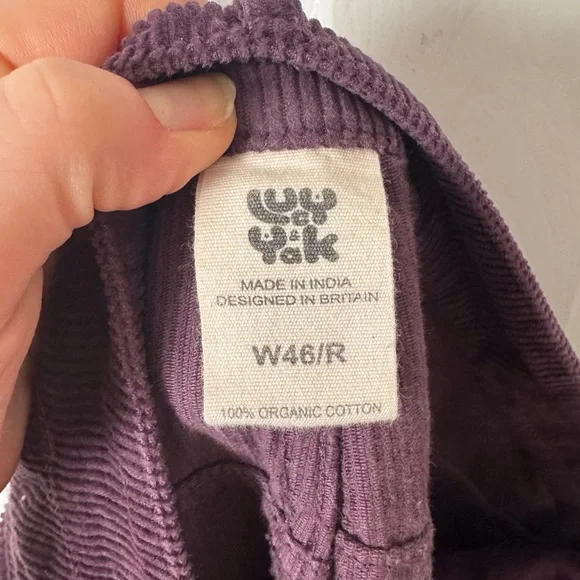 Lucy
& Yak
MADE IN INDIA
DESIGNED IN BRITAIN
W46/R
100% ORGANIC COTTON